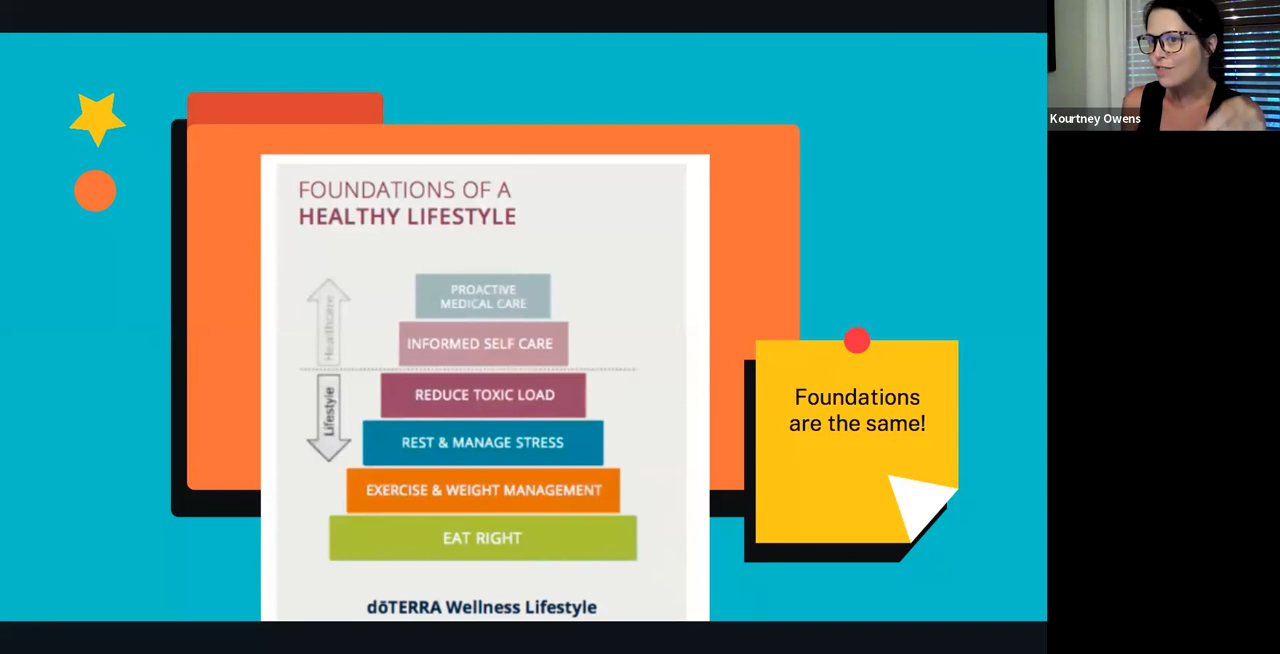 Kourtney Owens
FOUNDATIONS OF A
HEALTHY LIFESTYLE
Healthcare
PROACTIVE
MEDICAL CARE
INFORMED SELF CARE
Lifestyle
REDUCE TOXIC LOAD
REST & MANAGE STRESS
EXERCISE & WEIGHT MANAGEMENT
EAT RIGHT
dōTERRA Wellness Lifestyle
Foundations
are the same!